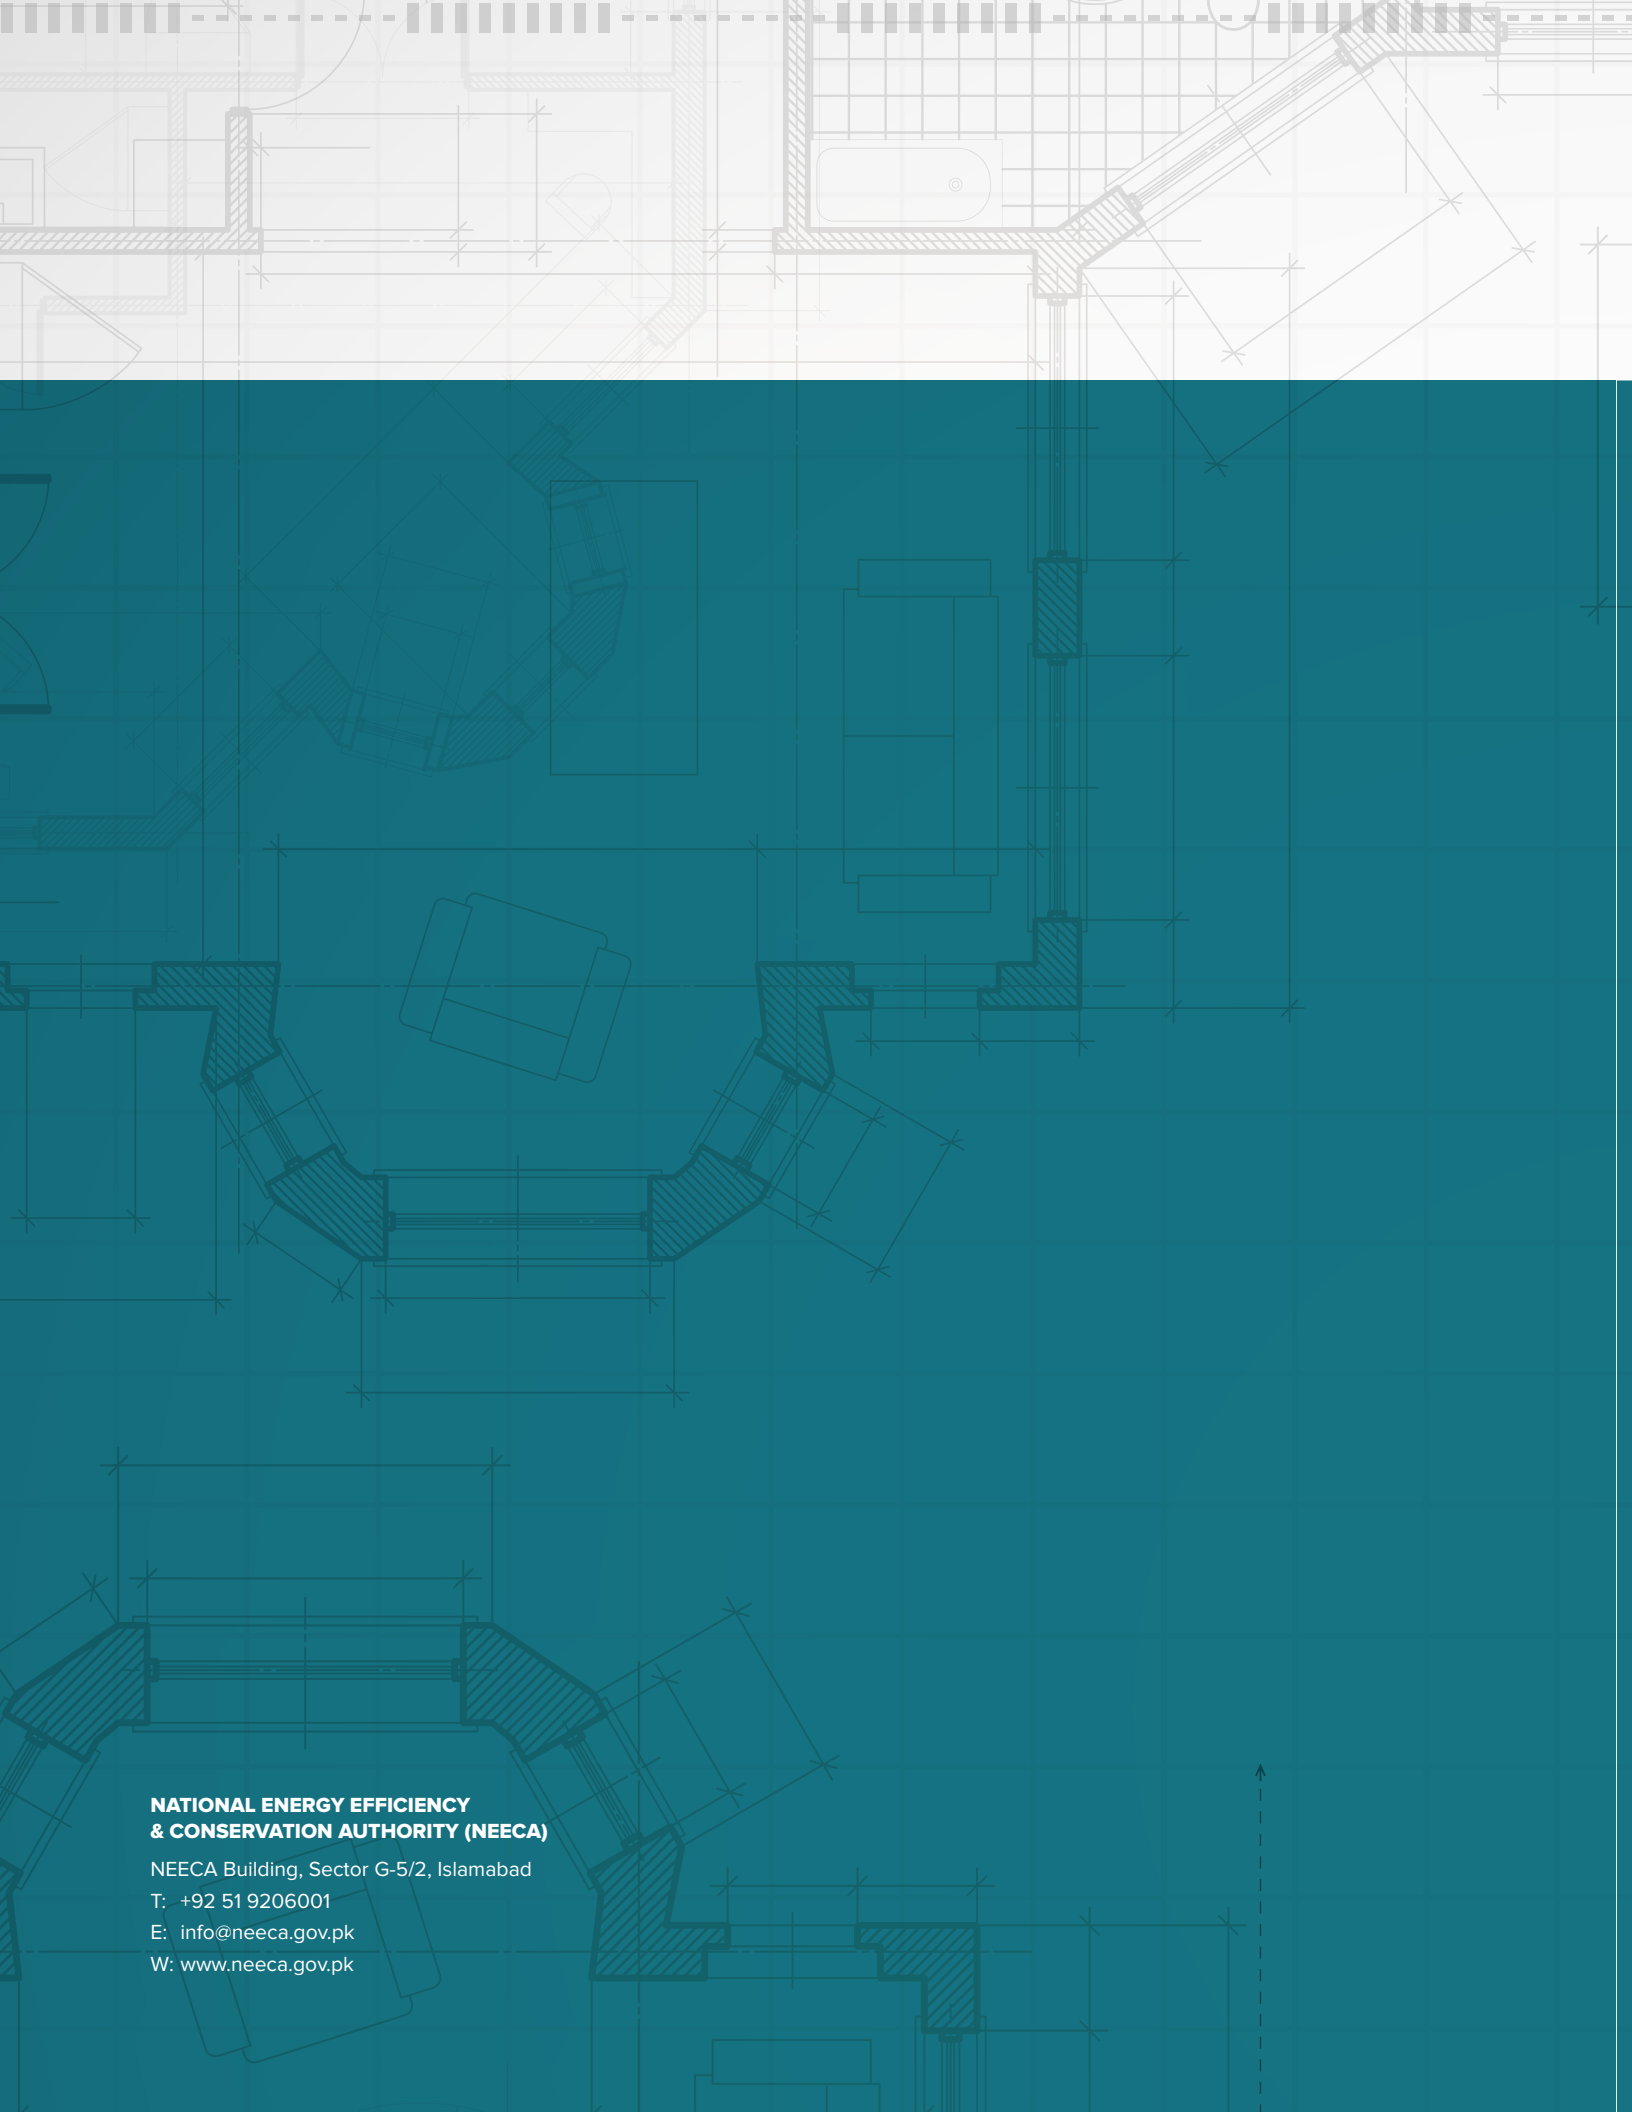 NATIONAL ENERGY EFFICIENCY
& CONSERVATION AUTHORITY (NEECA)
NEECA Building, Sector G-5/2, Islamabad
T: +92 51 9206001
E: info@neeca.gov.pk
W: www.neeca.gov.pk